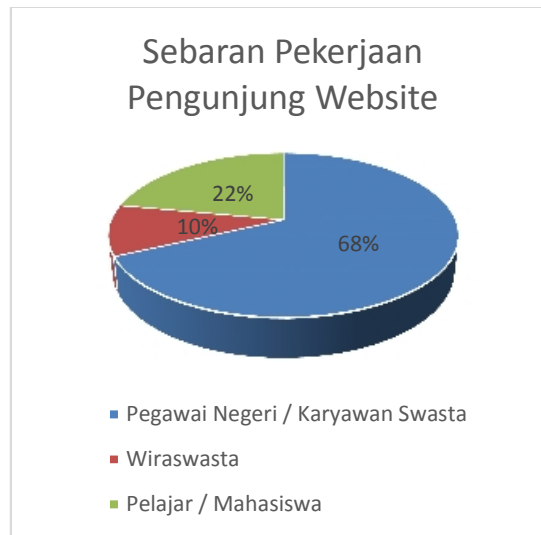 Sebaran Pekerjaan
Pengunjung Website
22%
10%
68%
Pegawai Negeri / Karyawan Swasta
Wiraswasta
Pelajar / Mahasiswa